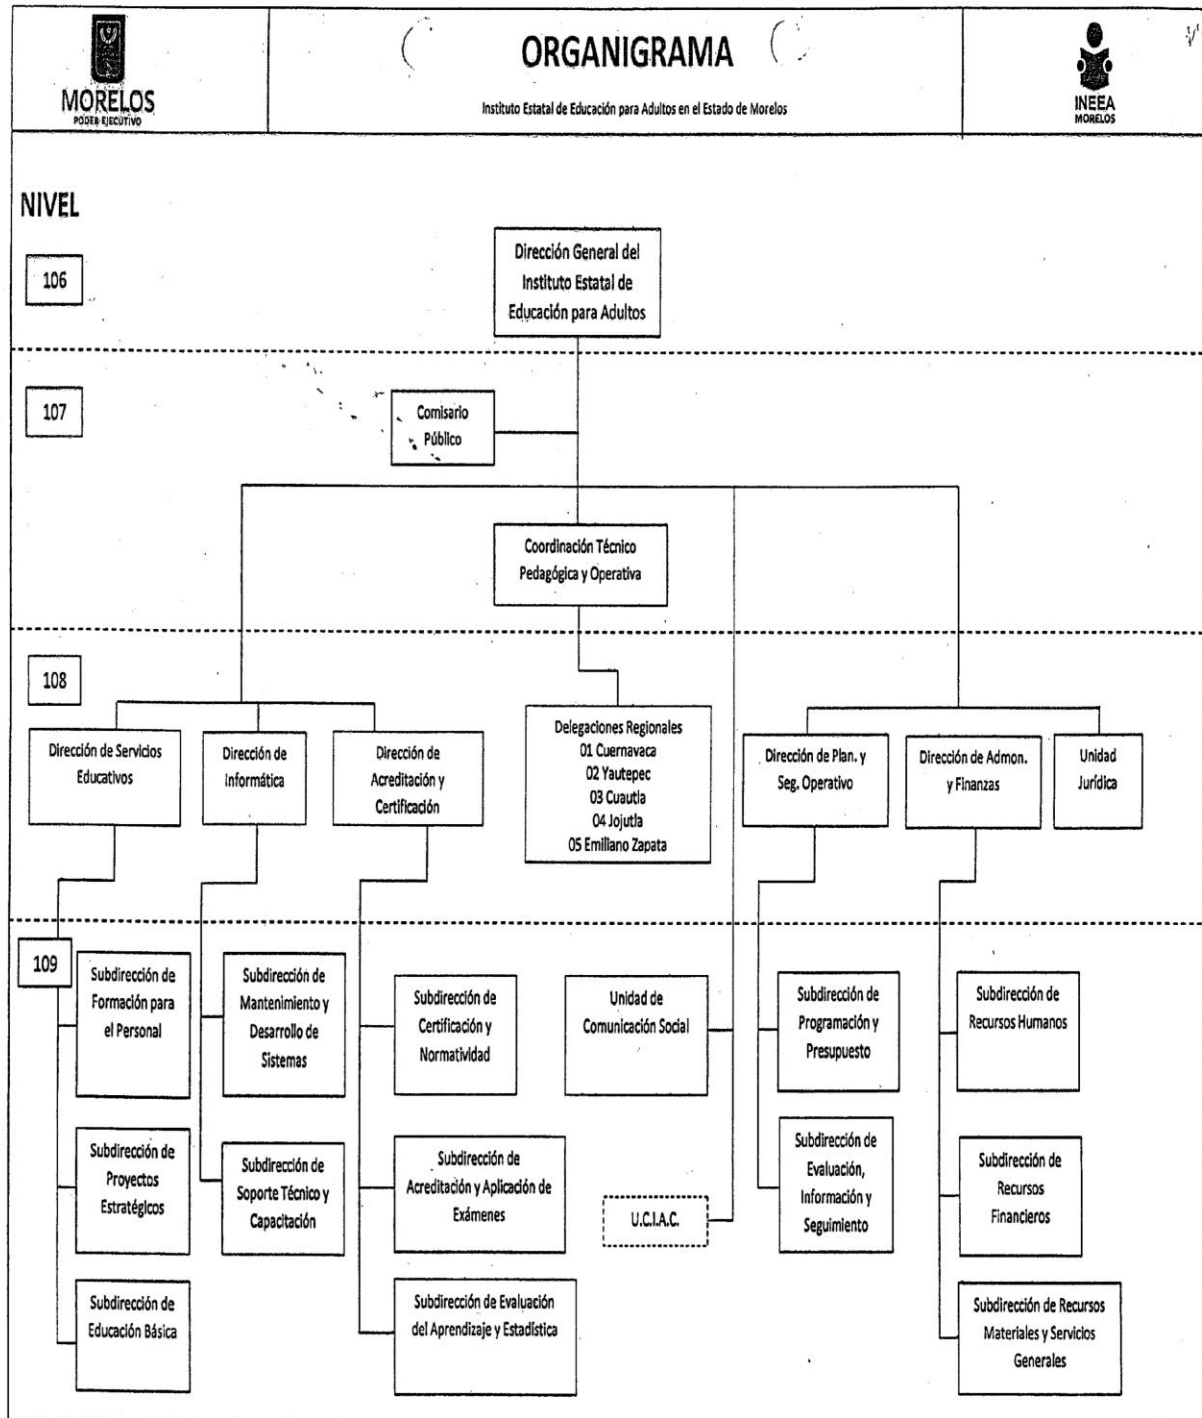 MORELOS
PODER EJECUTIVO
ORGANIGRAMA
Instituto Estatal de Educación para Adultos en el Estado de Morelos
INEEA
MORELOS
NIVEL
106
Dirección General del
Instituto Estatal de
Educación para Adultos
107
Comisario
Público
Coordinación Técnico
Pedagógica y Operativa
108
Dirección de Servicios
Educativos
Dirección de
Informática
Dirección de
Acreditación y
Certificación
Delegaciones Regionales
01 Cuernavaca
02 Yautepec
03 Cuautla
04 Jojutla
05 Emiliano Zapata
Dirección de Plan. y
Seg. Operativo
Dirección de Admon.
y Finanzas
Unidad
Jurídica
109
Subdirección de
Formación para
el Personal
Subdirección de
Mantenimiento y
Desarrollo de
Sistemas
Subdirección de
Certificación y
Normatividad
Unidad de
Comunicación Social
Subdirección de
Programación y
Presupuesto
Subdirección de
Recursos Humanos
Subdirección de
Proyectos
Estratégicos
Subdirección de
Soporte Técnico y
Capacitación
Subdirección de
Acreditación y Aplicación de
Exámenes
U.C.I.A.C.
Subdirección de
Evaluación,
Información y
Seguimiento
Subdirección de
Recursos
Financieros
Subdirección de
Educación Básica
Subdirección de Evaluación
del Aprendizaje y Estadística
Subdirección de Recursos
Materiales y Servicios
Generales